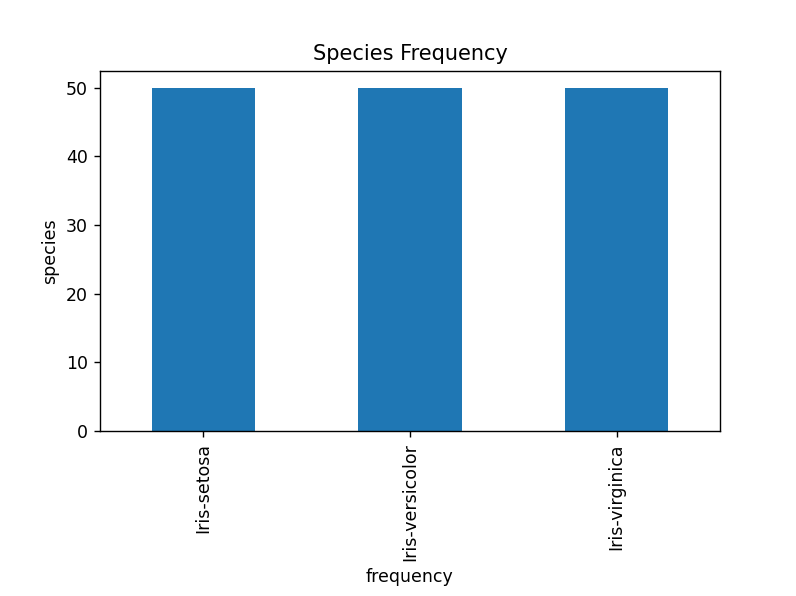 Species Frequency
50
40
30
20
10
0
species
Iris-setosa
Iris-versicolor
Iris-virginica
frequency